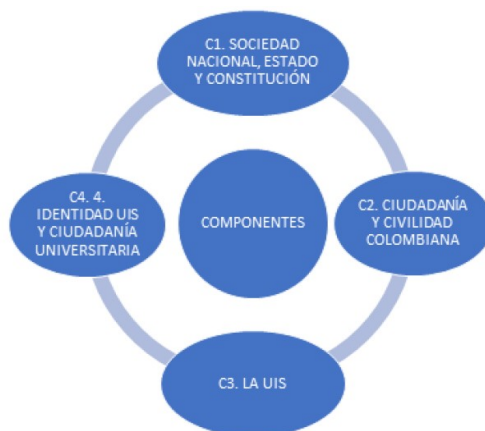 C1. SOCIEDAD
NACIONAL, ESTADO
Y CONSTITUCIÓN
C4. 4.
IDENTIDAD UIS
Y CIUDADANÍA
UNIVERSITARIA
COMPONENTES
C2. CIUDADANÍA
Y CIVILIDAD
COLOMBIANA
C3. LA UIS